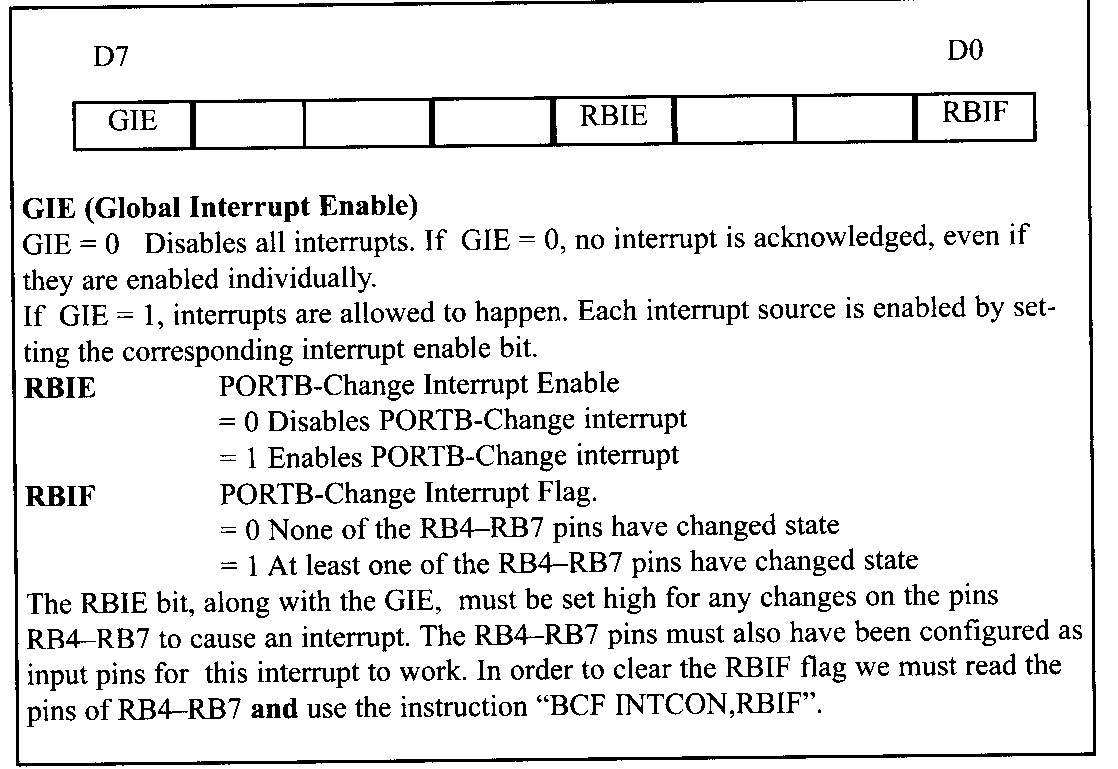 D7 D0
GIE RBIE RBIF
GIE (Global Interrupt Enable)
GIE = 0 Disables all interrupts. If GIE = 0, no interrupt is acknowledged, even if
they are enabled individually.
If GIE = 1, interrupts are allowed to happen. Each interrupt source is enabled by set-
ting the corresponding interrupt enable bit.
RBIE PORTB-Change Interrupt Enable
= 0 Disables PORTB-Change interrupt
= 1 Enables PORTB-Change interrupt
RBIF PORTB-Change Interrupt Flag.
= 0 None of the RB4–RB7 pins have changed state
= 1 At least one of the RB4–RB7 pins have changed state
The RBIE bit, along with the GIE, must be set high for any changes on the pins
RB4–RB7 to cause an interrupt. The RB4–RB7 pins must also have been configured as
input pins for this interrupt to work. In order to clear the RBIF flag we must read the
pins of RB4–RB7 and use the instruction “BCF INTCON,RBIF”.